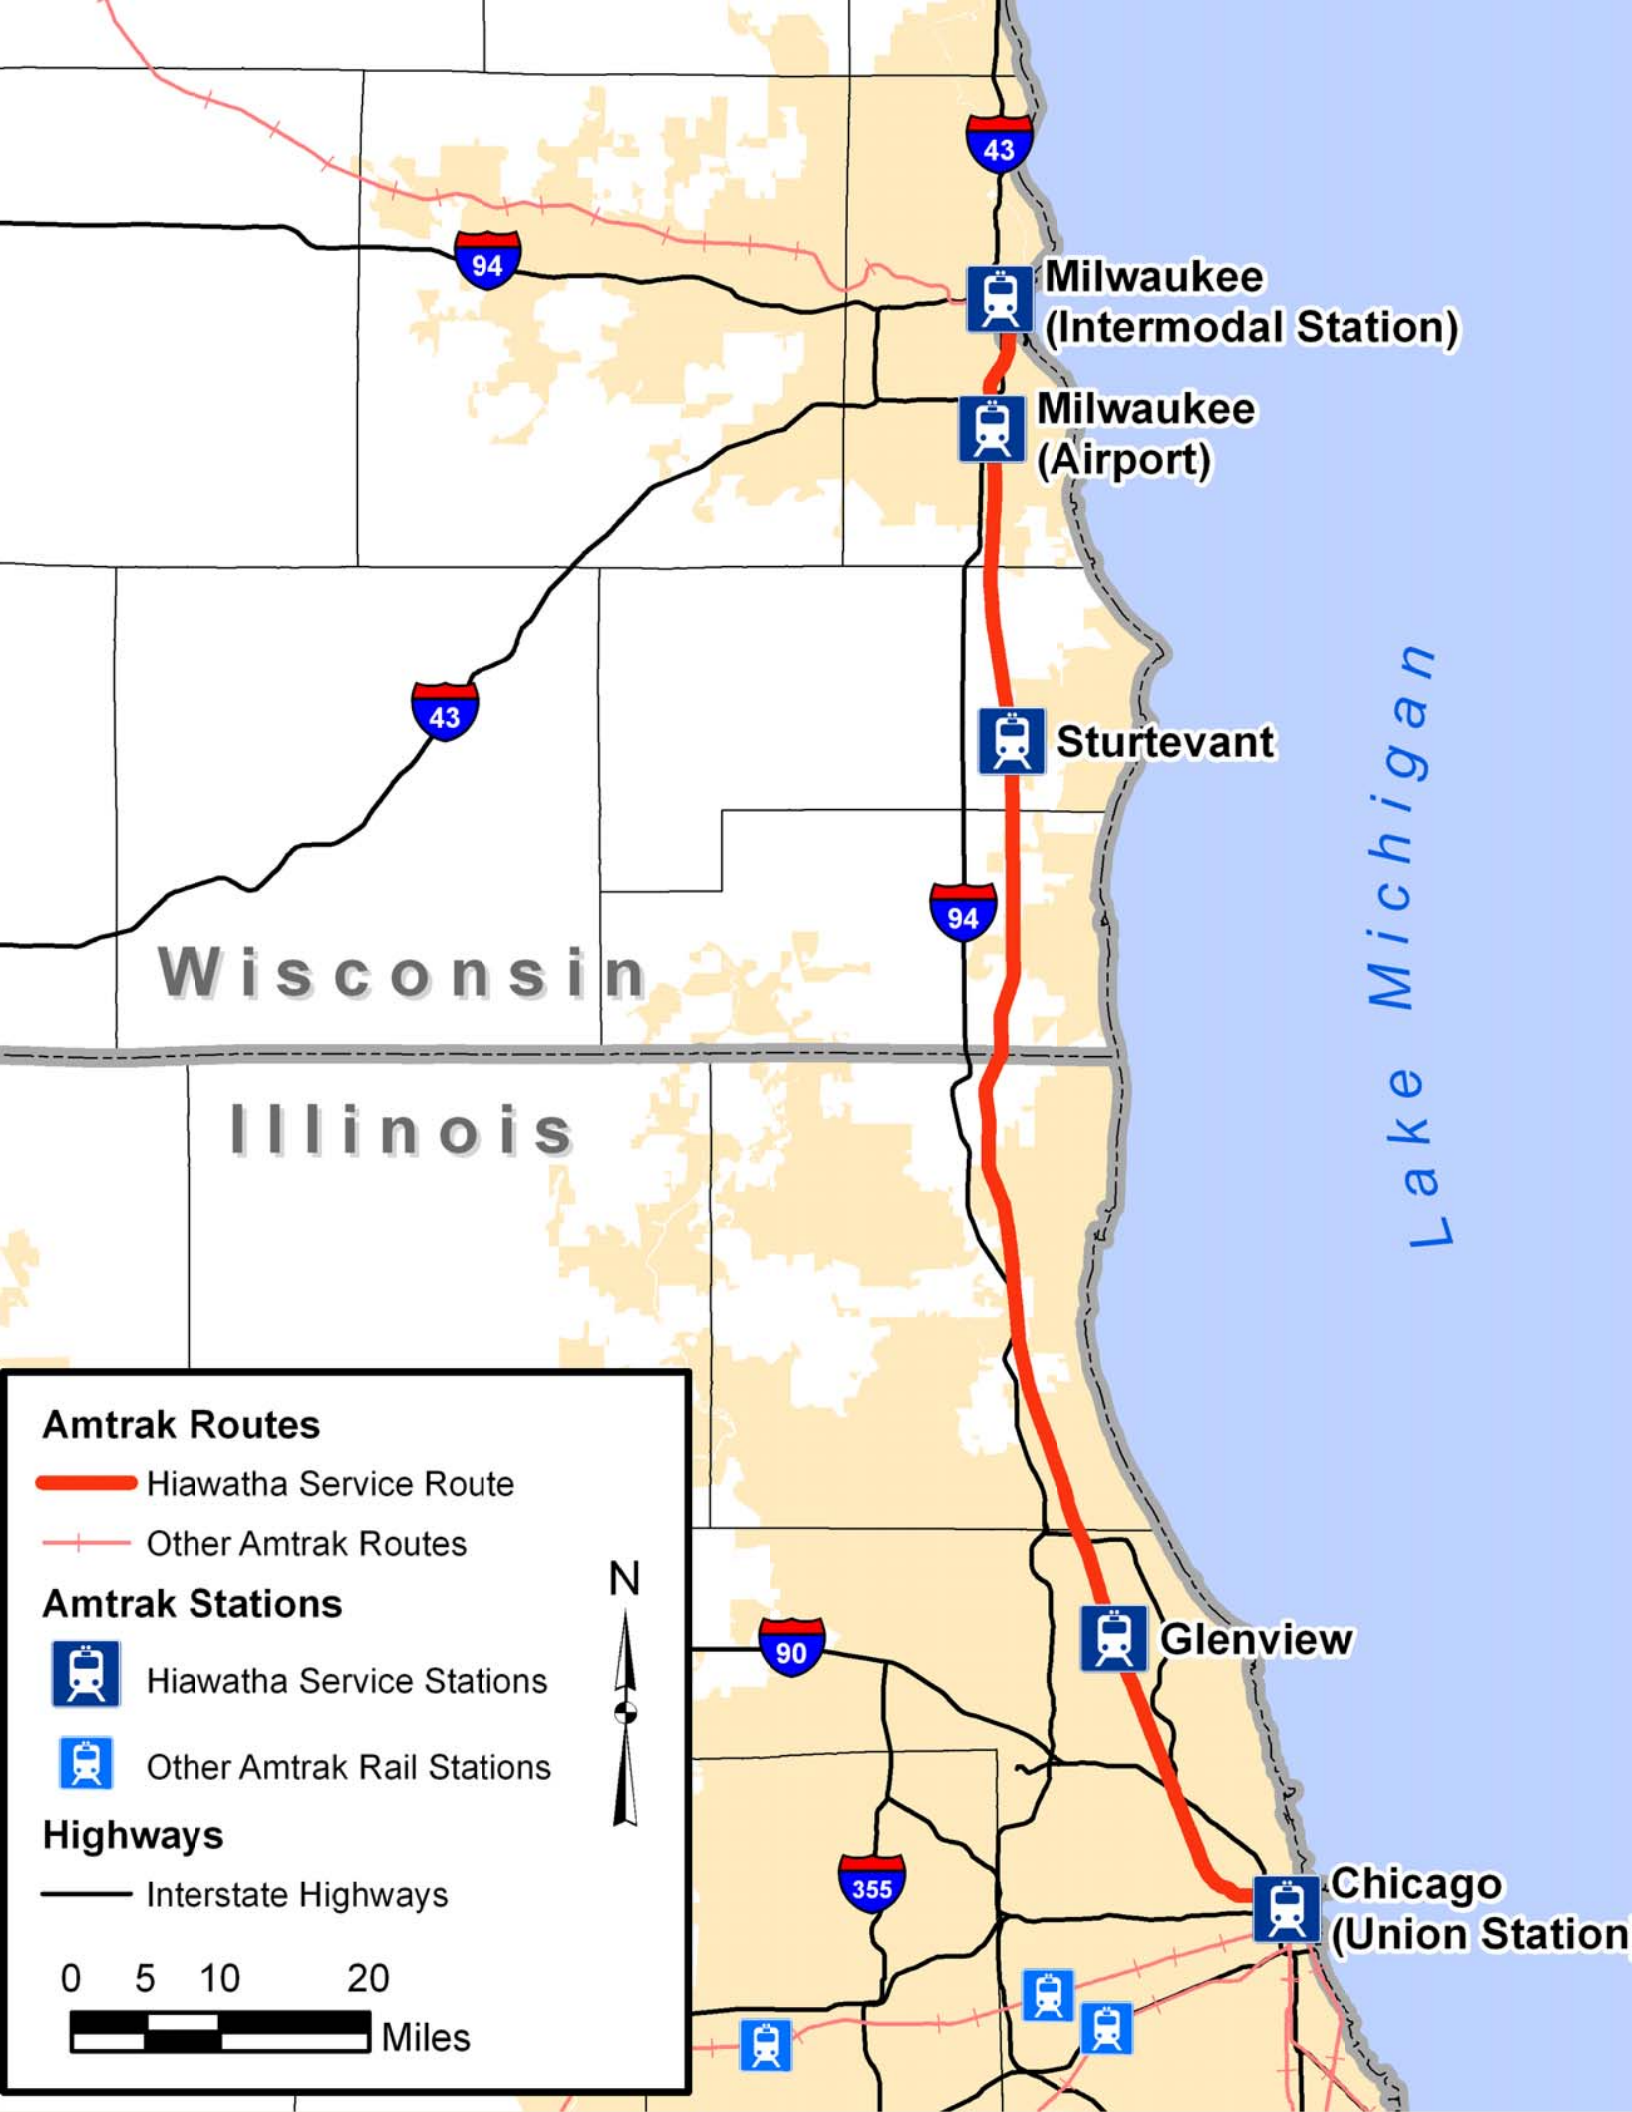 43
94
Milwaukee
(Intermodal Station)
Milwaukee
(Airport)
43
Sturtevant
94
Lake Michigan
Wisconsin
Illinois
Amtrak Routes
Hiawatha Service Route
Other Amtrak Routes
Amtrak Stations
N
Hiawatha Service Stations
Other Amtrak Rail Stations
Highways
Interstate Highways
0 5 10 20
Miles
90
Glenview
355
Chicago
(Union Station